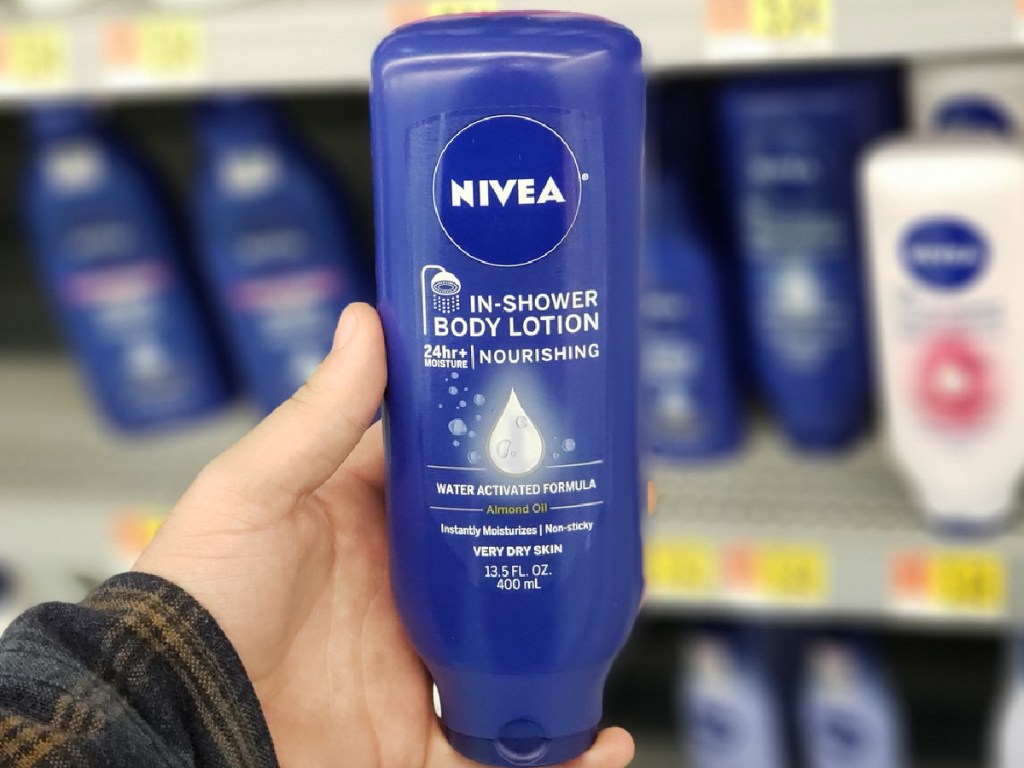 NIVEA
IN-SHOWER
BODY LOTION
24hr+
MOISTURE
NOURISHING
WATER ACTIVATED FORMULA
Almond Oil
Instantly Moisturizes | Non-sticky
VERY DRY SKIN
13.5 FL. OZ.
400 mL
NIVEA